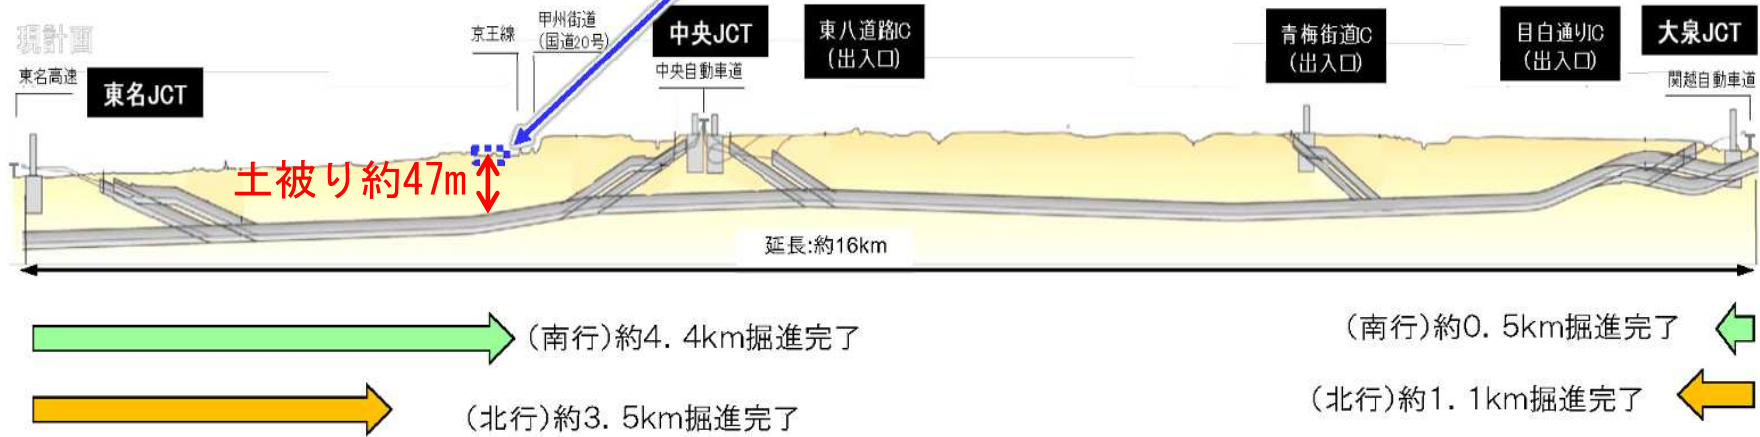 現計画
東名高速
東名JCT
京王線
甲州街道
(国道20号)
中央JCT
中央自動車道
東八道路IC
(出入口)
青梅街道IC
(出入口)
目白通りIC
(出入口)
大泉JCT
関越自動車道
土被り約47m
延長:約16km
(南行)約4.4km掘進完了
(南行)約0.5km掘進完了
(北行)約3.5km掘進完了
(北行)約1.1km掘進完了